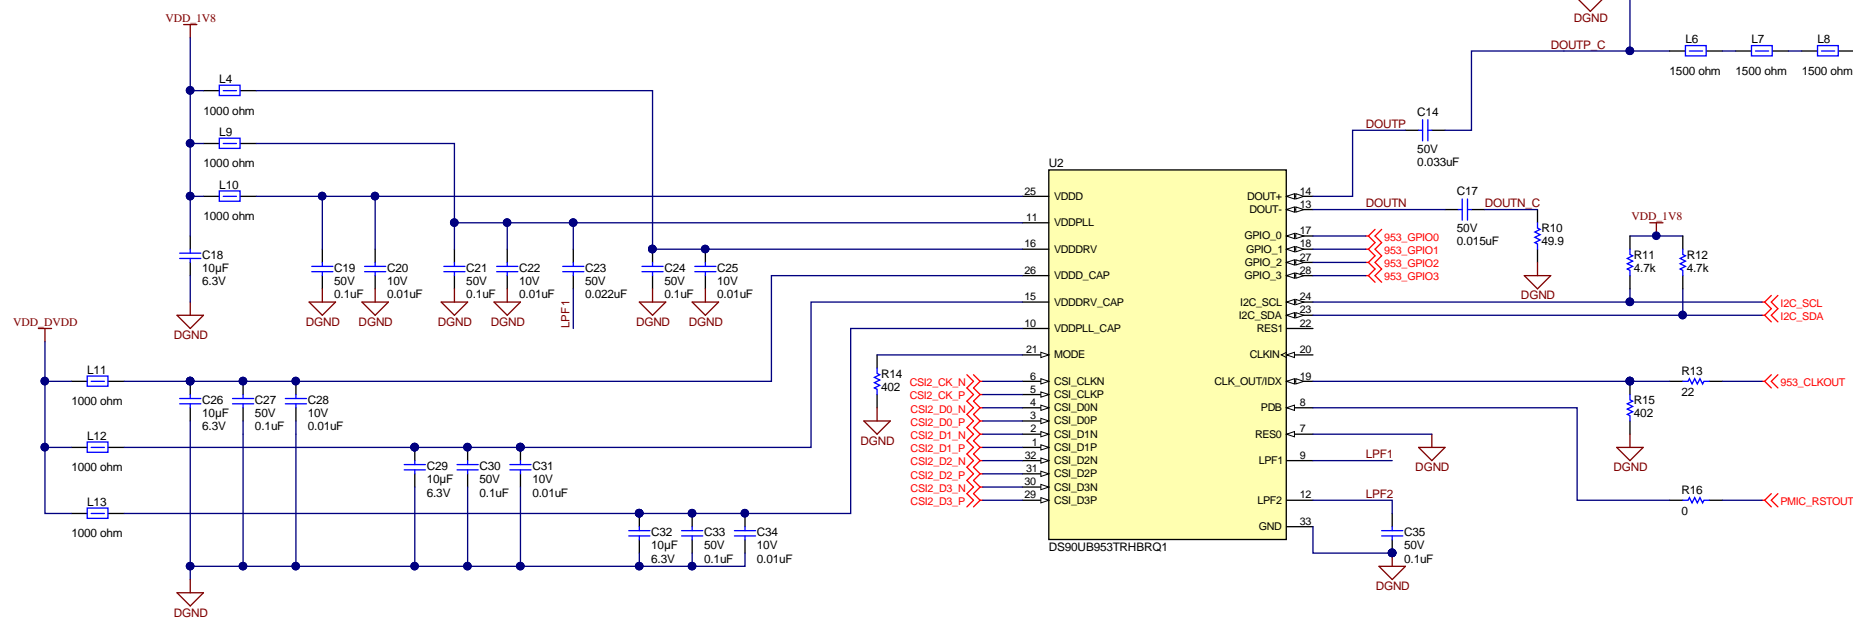 VDD_1V8
DGND
DOUTP_C
L6
L7
L8
1500 ohm
1500 ohm
1500 ohm
L4
1000 ohm
L9
1000 ohm
L10
1000 ohm
C14
50V
0.033uF
DOUTP
U2
25
VDDD
11
VDDPLL
16
VDDDRV
26
VDDD_CAP
15
VDDDRV_CAP
10
VDDPLL_CAP
21
MODE
6
CSI_CLKN
5
CSI_CLKP
4
CSI_D0N
3
CSI_D0P
2
CSI_D1N
1
CSI_D1P
32
CSI_D2N
31
CSI_D2P
30
CSI_D3N
29
CSI_D3P
DOUT+
14
DOUT-
13
GPIO_0
17
GPIO_1
18
GPIO_2
27
GPIO_3
28
I2C_SCL
24
I2C_SDA
23
RES1
22
CLKIN
20
CLK_OUT/IDX
19
PDB
8
RES0
7
LPF1
9
LPF2
12
GND
33
DS90UB953TRHBRQ1
DOUTN
C17
50V
0.015uF
DOUTN_C
R10
49.9
DGND
953_GPIO0
953_GPIO1
953_GPIO2
953_GPIO3
VDD_1V8
R11
4.7k
R12
4.7k
I2C_SCL
I2C_SDA
C18
10µF
6.3V
DGND
C19
50V
0.1uF
DGND
C20
10V
0.01uF
DGND
C21
50V
0.1uF
DGND
C22
10V
0.01uF
DGND
C23
50V
0.022uF
LPF1
C24
50V
0.1uF
DGND
C25
10V
0.01uF
DGND
VDD_DVDD
L11
1000 ohm
L12
1000 ohm
L13
1000 ohm
C26
10µF
6.3V
C27
50V
0.1uF
C28
10V
0.01uF
C29
10µF
6.3V
C30
50V
0.1uF
C31
10V
0.01uF
C32
10µF
6.3V
C33
50V
0.1uF
C34
10V
0.01uF
DGND
R14
402
DGND
CSI2_CK_N
CSI2_CK_P
CSI2_D0_N
CSI2_D0_P
CSI2_D1_N
CSI2_D1_P
CSI2_D2_N
CSI2_D2_P
CSI2_D3_N
CSI2_D3_P
R13
22
953_CLKOUT
R15
402
DGND
DGND
LPF1
LPF2
C35
50V
0.1uF
DGND
R16
0
PMIC_RSTOUT